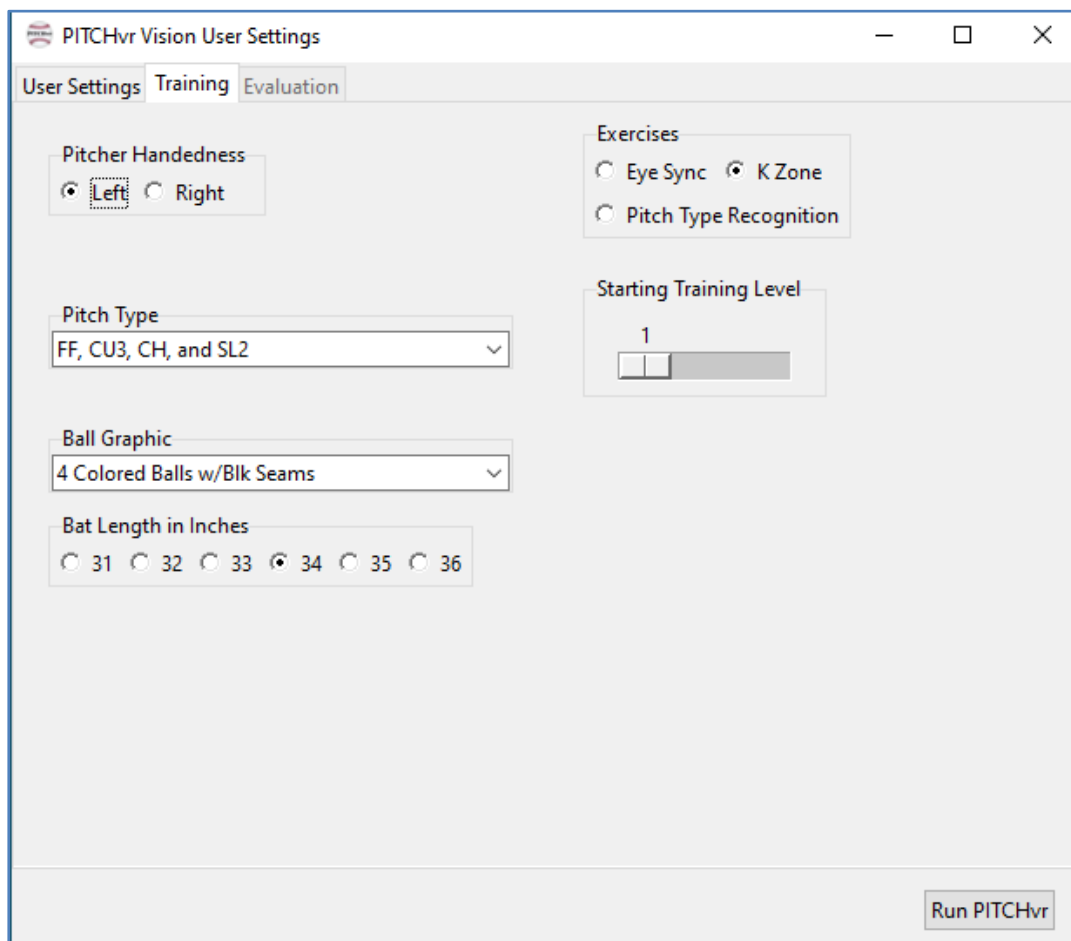 PITCHvr Vision User Settings
User Settings Training Evaluation
Pitcher Handedness
Left Right
Exercises
Eye Sync K Zone
Pitch Type Recognition
Pitch Type
FF, CU3, CH, and SL2
Starting Training Level
1
Ball Graphic
4 Colored Balls w/Blk Seams
Bat Length in Inches
31 32 33 34 35 36
Run PITCHvr